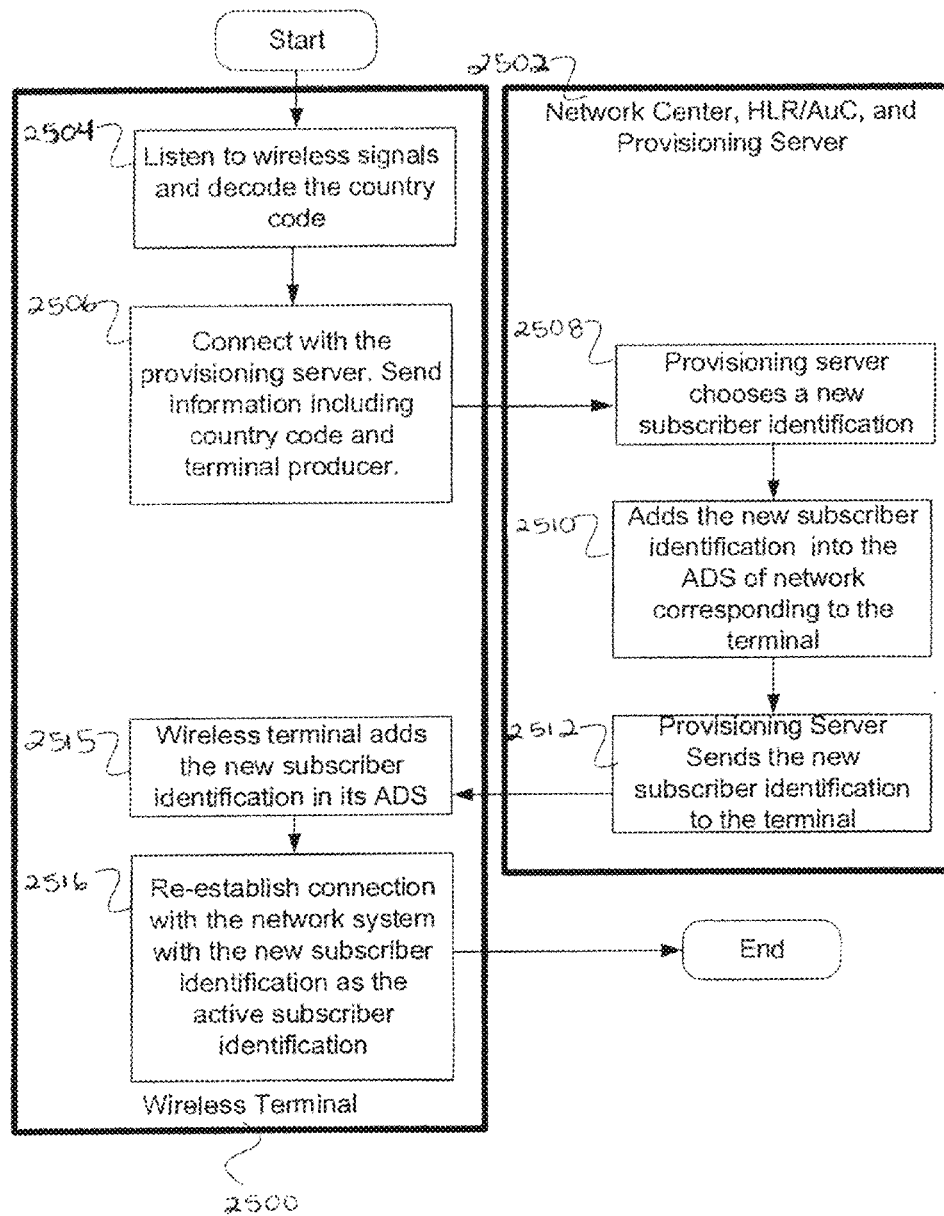 Start
2502
Network Center, HLR/AuC, and
Provisioning Server
2504
Listen to wireless signals
and decode the country
code
2506
Connect with the
provisioning server. Send
information including
country code and
terminal producer.
2508
Provisioning server
chooses a new
subscriber identification
2510
Adds the new subscriber
identification into the
ADS of network
corresponding to the
terminal
2512
Provisioning Server
Sends the new
subscriber identification
to the terminal
2515
Wireless terminal adds
the new subscriber
identification in its ADS
2516
Re-establish connection
with the network system
with the new subscriber
identification as the
active subscriber
identification
End
Wireless Terminal
2500